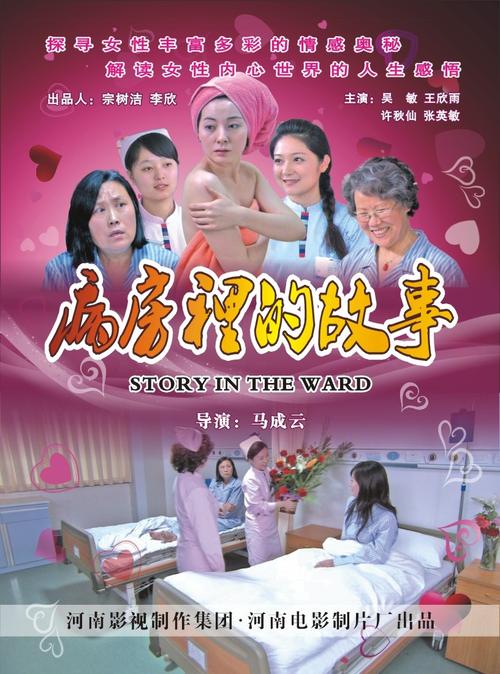 探寻女性丰富多彩的情感奥秘
解读女性内心世界的人生感悟
出品人：宗树洁 李欣
主演：吴 敏 王欣雨
许秋仙 张英敏
病房裡的故事
STORY IN THE WARD
导演：马成云
河南影视制作集团·河南电影制片厂出品